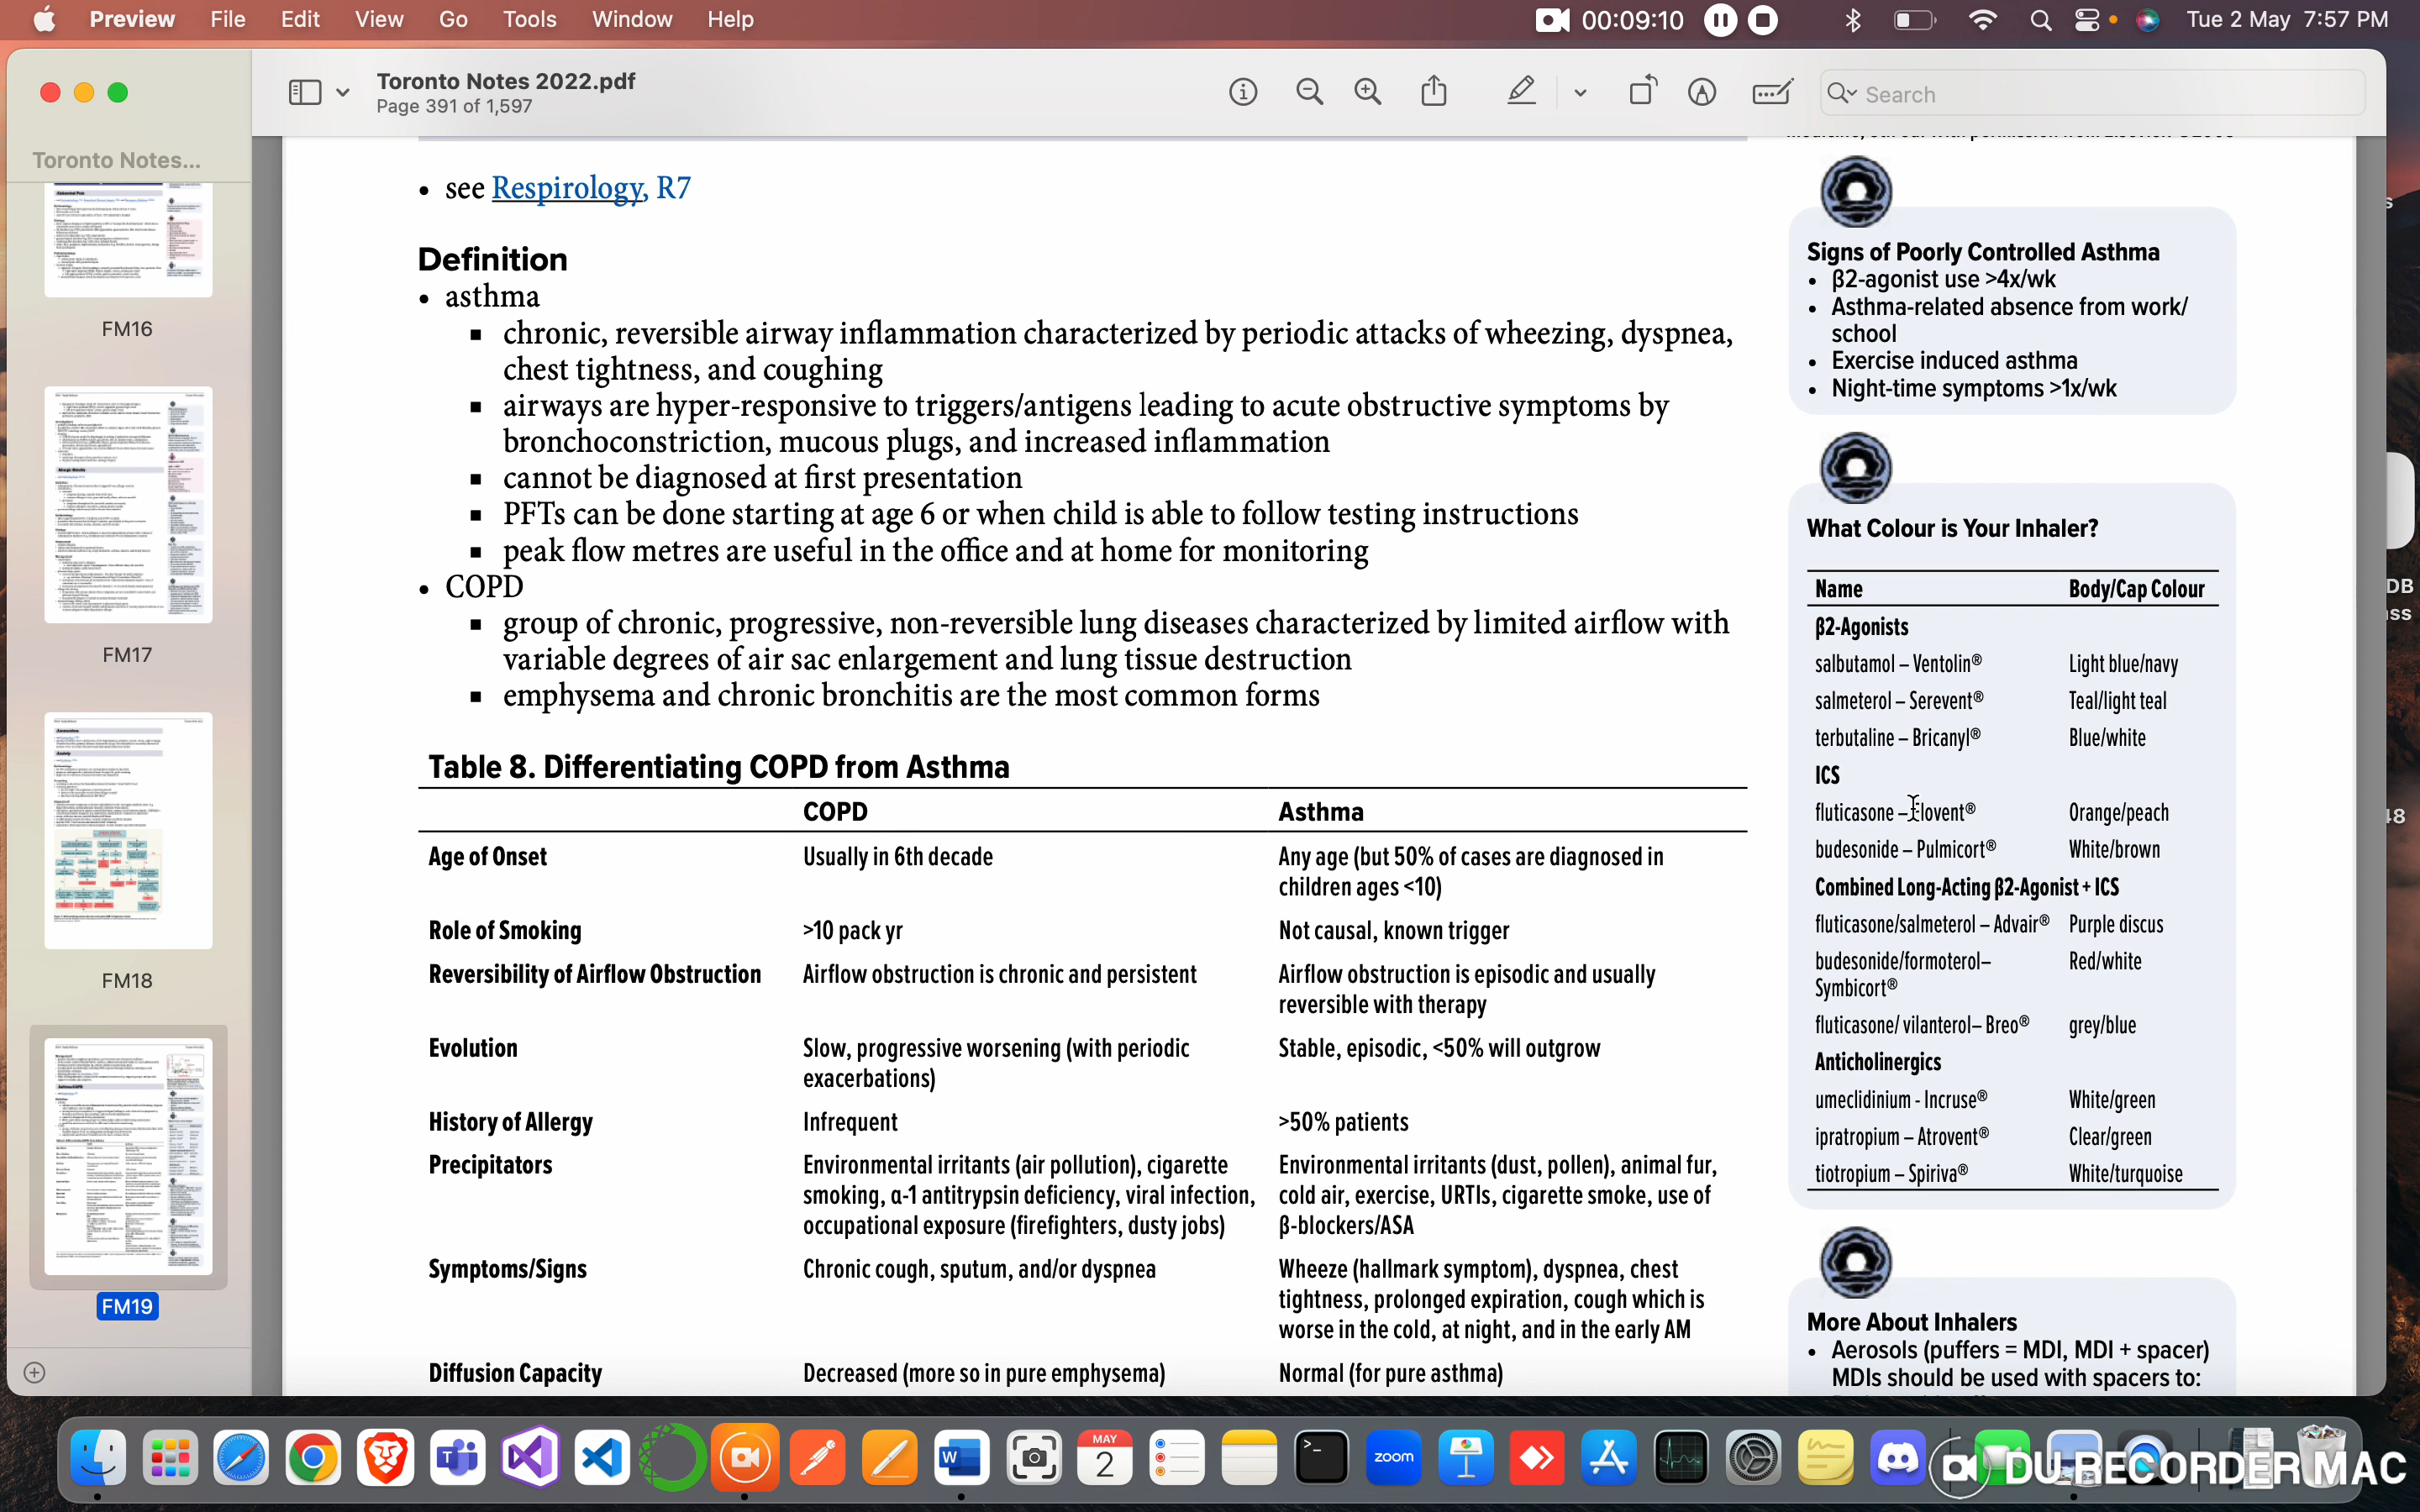 Preview File Edit View Go Tools Window Help 00:09:10 Tue 2 May 7:57 PM
Toronto Notes 2022.pdf
Page 391 of 1,597
Search
Toronto Notes...
FM16
FM17
FM18
FM19
• see Respirology, R7
Definition
• asthma
▪ chronic, reversible airway inflammation characterized by periodic attacks of wheezing, dyspnea,
chest tightness, and coughing
▪ airways are hyper-responsive to triggers/antigens leading to acute obstructive symptoms by
bronchoconstriction, mucous plugs, and increased inflammation
▪ cannot be diagnosed at first presentation
▪ PFTs can be done starting at age 6 or when child is able to follow testing instructions
▪ peak flow metres are useful in the office and at home for monitoring
• COPD
▪ group of chronic, progressive, non-reversible lung diseases characterized by limited airflow with
variable degrees of air sac enlargement and lung tissue destruction
▪ emphysema and chronic bronchitis are the most common forms
Table 8. Differentiating COPD from Asthma
COPD Asthma
Age of Onset Usually in 6th decade Any age (but 50% of cases are diagnosed in
children ages <10)
Role of Smoking >10 pack yr Not causal, known trigger
Reversibility of Airflow Obstruction Airflow obstruction is chronic and persistent Airflow obstruction is episodic and usually
reversible with therapy
Evolution Slow, progressive worsening (with periodic Stable, episodic, <50% will outgrow
exacerbations)
History of Allergy Infrequent >50% patients
Precipitators Environmental irritants (air pollution), cigarette Environmental irritants (dust, pollen), animal fur,
smoking, α-1 antitrypsin deficiency, viral infection, cold air, exercise, URTIs, cigarette smoke, use of
occupational exposure (firefighters, dusty jobs) β-blockers/ASA
Symptoms/Signs Chronic cough, sputum, and/or dyspnea Wheeze (hallmark symptom), dyspnea, chest
tightness, prolonged expiration, cough which is
worse in the cold, at night, and in the early AM
Diffusion Capacity Decreased (more so in pure emphysema) Normal (for pure asthma)
Signs of Poorly Controlled Asthma
• β2-agonist use >4x/wk
• Asthma-related absence from work/
school
• Exercise induced asthma
• Night-time symptoms >1x/wk
What Colour is Your Inhaler?
Name Body/Cap Colour
β2-Agonists
salbutamol – Ventolin® Light blue/navy
salmeterol – Serevent® Teal/light teal
terbutaline – Bricanyl® Blue/white
ICS
fluticasone – Flovent® Orange/peach
budesonide – Pulmicort® White/brown
Combined Long-Acting β2-Agonist + ICS
fluticasone/salmeterol – Advair® Purple discus
budesonide/formoterol– Red/white
Symbicort®
fluticasone/ vilanterol– Breo® grey/blue
Anticholinergics
umeclidinium - Incruse® White/green
ipratropium – Atrovent® Clear/green
tiotropium – Spiriva® White/turquoise
More About Inhalers
• Aerosols (puffers = MDI, MDI + spacer)
MDIs should be used with spacers to:
MAY
2
zoom
DU RECORDER MAC